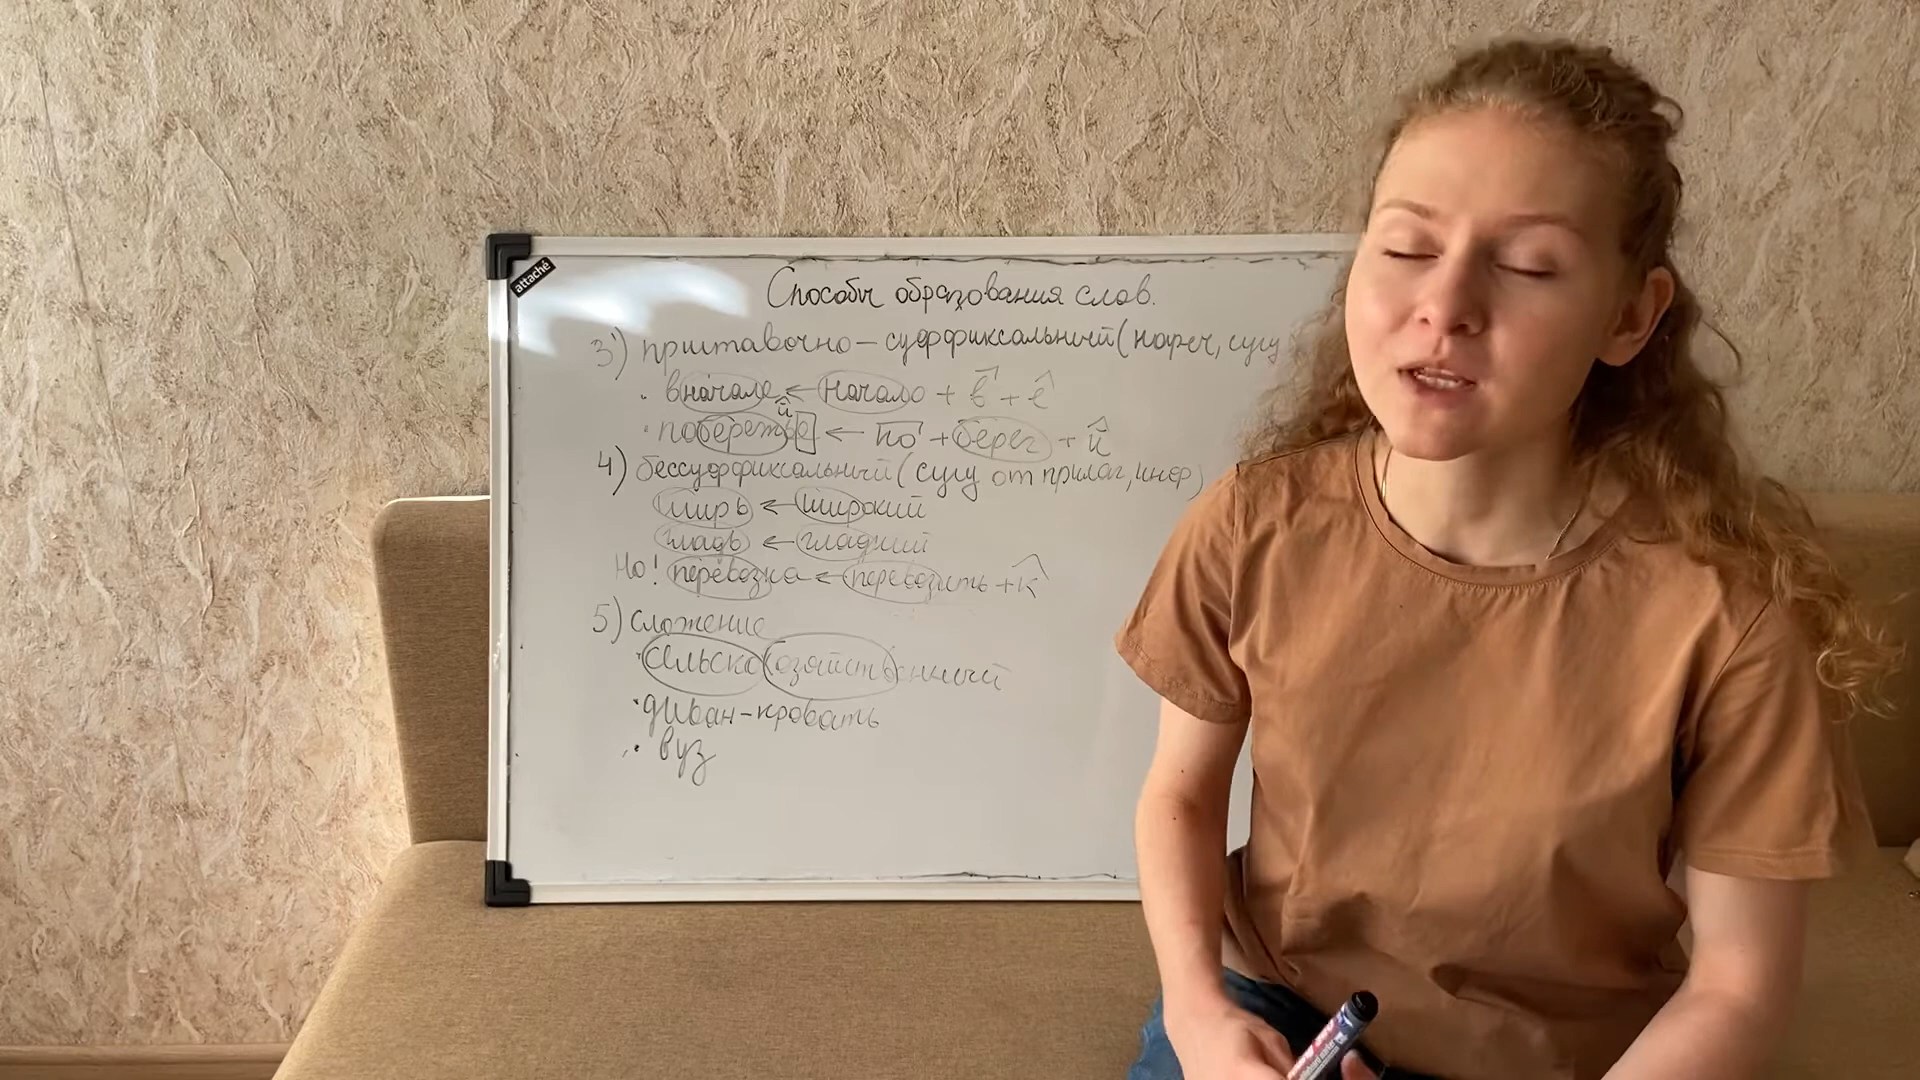 attaché
Способы образования слов.
3) приставочно-суффиксальный (нареч, сущ
· вначале ← начало + в + е
й
· побережье ← по + берег + й
4) бессуффиксальный (сущ от прилаг, инф)
ширь ← широкий
гладь ← гладкий
Но! перевозка ← перевозить + к
5) сложение
· сельскохозяйственный
· диван-кровать
· вуз